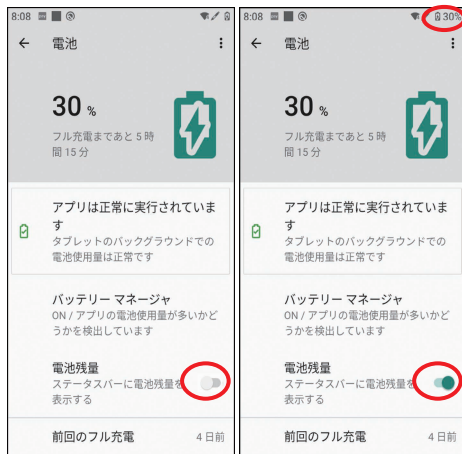 8:08
電池
30 %
フル充電まであと 5 時
間 15 分
アプリは正常に実行されていま
す
タブレットのバックグラウンドでの
電池使用量は正常です
バッテリー マネージャ
ON / アプリの電池使用量が多いかど
うかを検出しています
電池残量
ステータスバーに電池残量を
表示する
前回のフル充電 4 日前
8:08 30%
電池
30 %
フル充電まであと 5 時
間 15 分
アプリは正常に実行されていま
す
タブレットのバックグラウンドでの
電池使用量は正常です
バッテリー マネージャ
ON / アプリの電池使用量が多いかど
うかを検出しています
電池残量
ステータスバーに電池残量を
表示する
前回のフル充電 4 日前